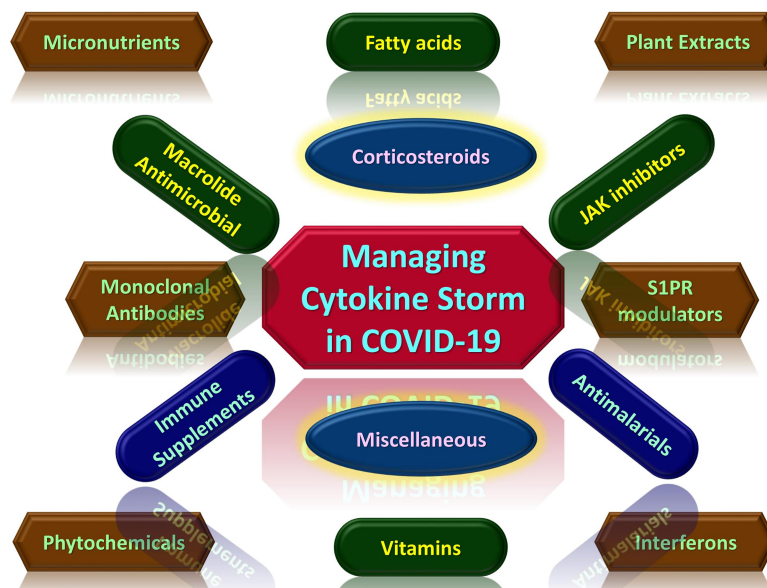 Micronutrients
Fatty acids
Plant Extracts
Corticosteroids
Macrolide
Antimicrobial
JAK inhibitors
Managing
Cytokine Storm
in COVID-19
Monoclonal
Antibodies
S1PR
modulators
Immune
Supplements
Miscellaneous
Antimalarials
Phytochemicals
Vitamins
Interferons